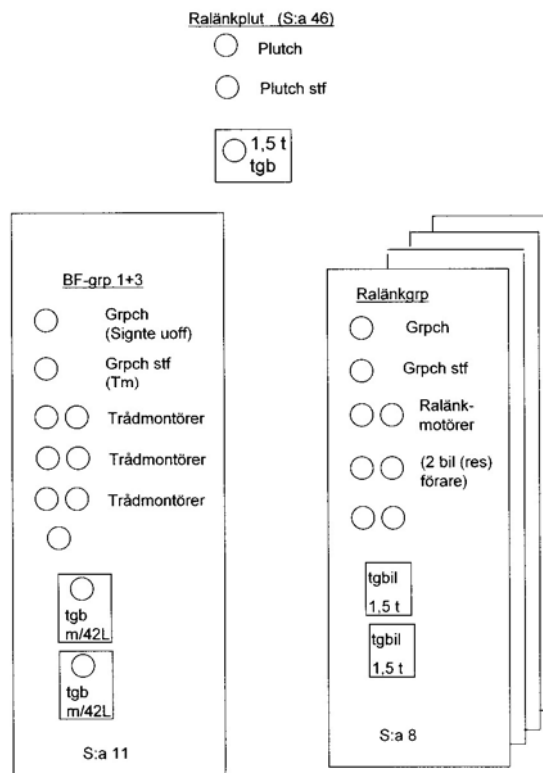 Ralänkplut (S:a 46)
Plutch
Plutch stf
1,5 t
tgb
BF-grp 1+3
Grpch
(Signte uoff)
Grpch stf
(Tm)
Trådmontörer
Trådmontörer
Trådmontörer
tgb
m/42L
tgb
m/42L
S:a 11
Ralänkgrp
Grpch
Grpch stf
Ralänk-
motörer
(2 bil (res)
förare)
tgbil
1,5 t
tgbil
1,5 t
S:a 8